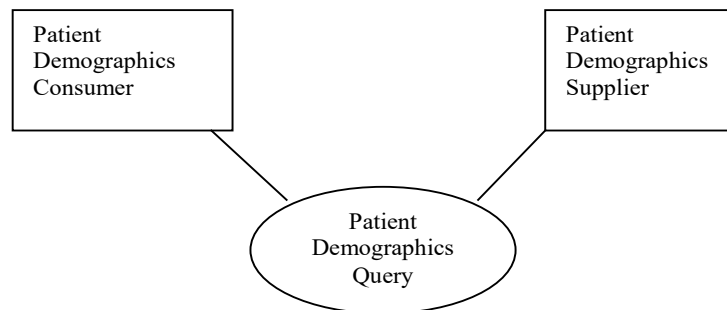 Patient
Demographics
Consumer
Patient
Demographics
Supplier
Patient
Demographics
Query